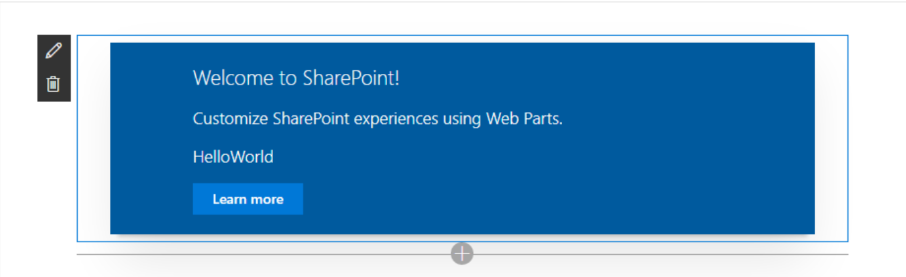 Welcome to SharePoint!
Customize SharePoint experiences using Web Parts.
HelloWorld
Learn more